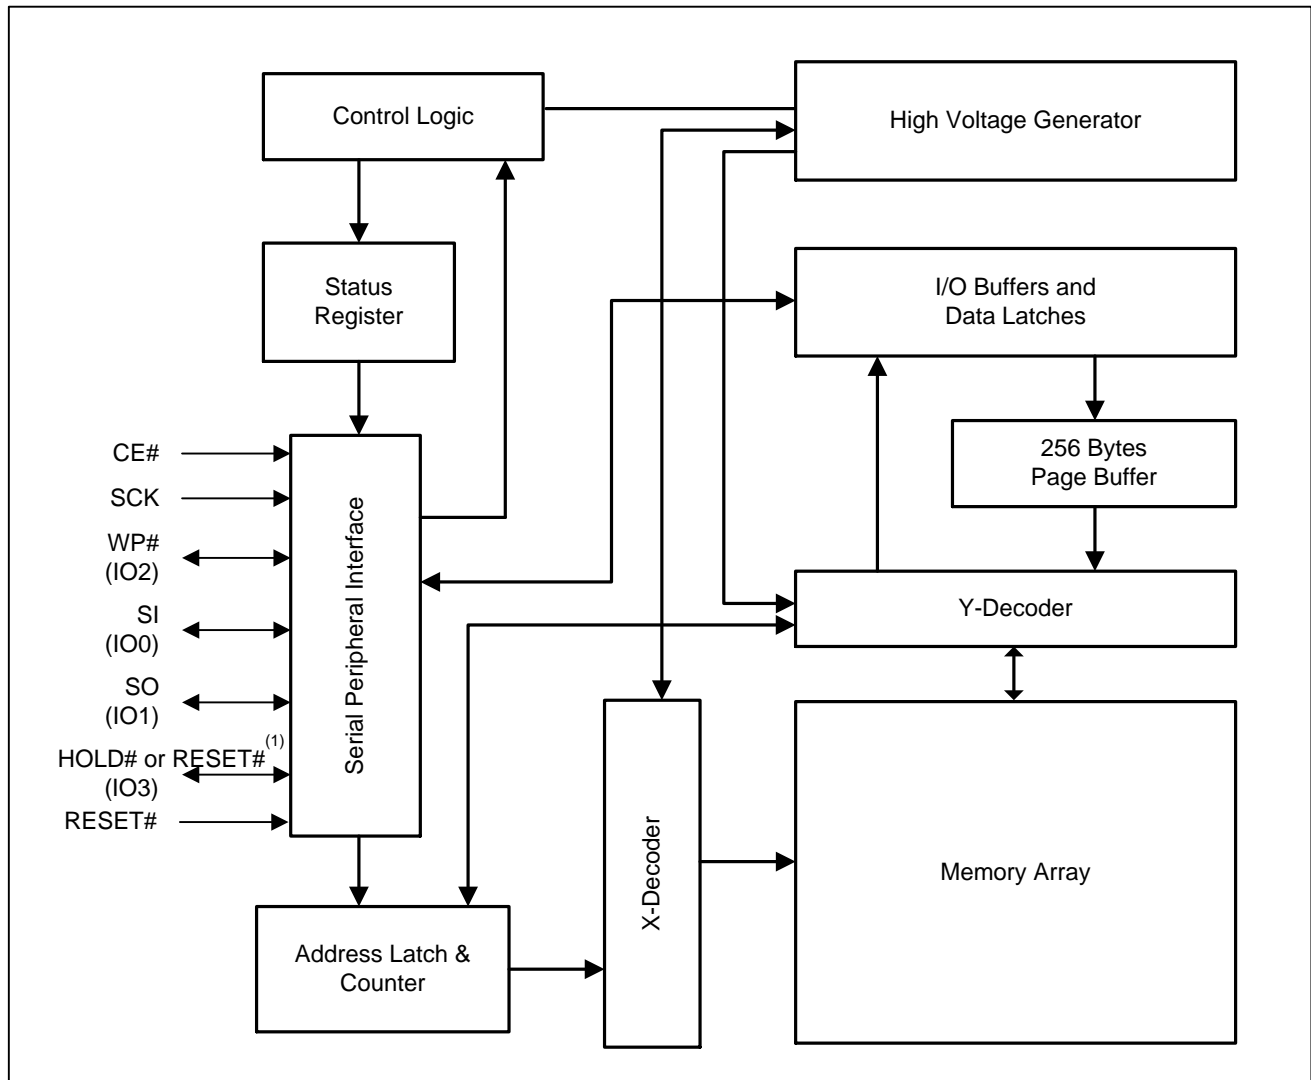 Control Logic
High Voltage Generator
Status
Register
I/O Buffers and
Data Latches
256 Bytes
Page Buffer
Y-Decoder
CE#
SCK
WP#
(IO2)
SI
(IO0)
SO
(IO1)
HOLD# or RESET#(1)
(IO3)
RESET#
Serial Peripheral Interface
X-Decoder
Memory Array
Address Latch &
Counter